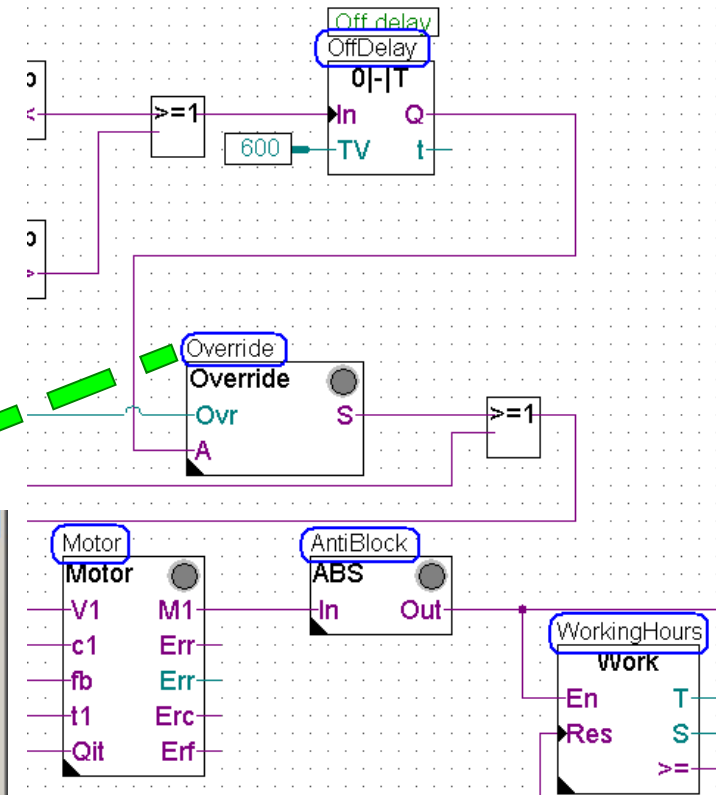 Off delay
OffDelay
0|-|T
>=1
In Q
600
TV t
<
>
Override
Override
Ovr S
A
>=1
Motor
Motor
V1 M1
c1 Err
fb Err
t1 Erc
Qit Erf
AntiBlock
ABS
In Out
WorkingHours
Work
En T
Res S
>=